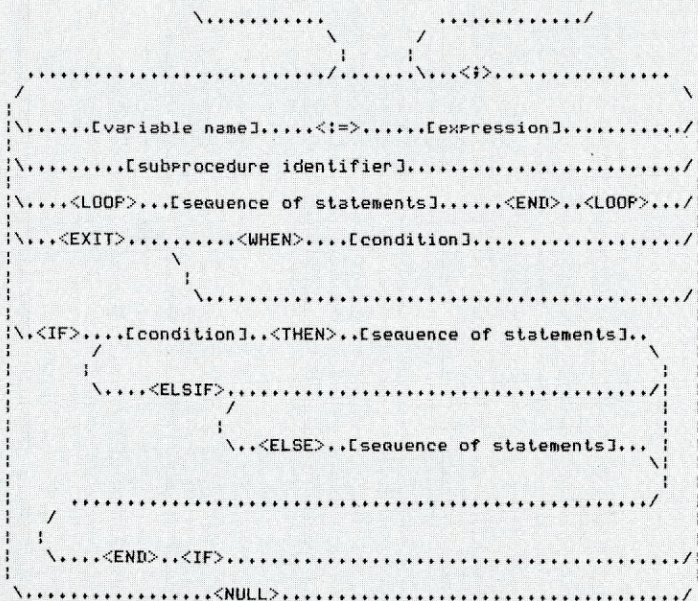 <;>
[variable name] <:=> [expression]
[subprocedure identifier]
<LOOP> [sequence of statements] <END> <LOOP>
<EXIT> <WHEN> [condition]
<IF> [condition] <THEN> [sequence of statements]
<ELSIF>
<ELSE> [sequence of statements]
<END> <IF>
<NULL>